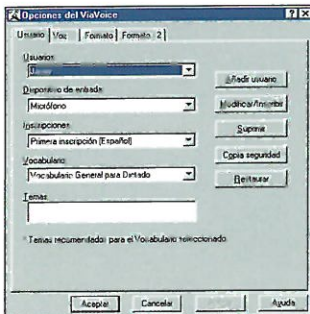 Opciones del ViaVoice
Usuario Voz Formato Formato 2
Usuarios
Dispositivo de entrada
Micrófono
Inscripciones
Primera inscripción (Español)
Vocabulario
Vocabulario General para Dictado
Temas
* Temas recomendados para el Vocabulario seleccionado
Añadir usuario
Modificar/Inscribir
Suprimir
Copia seguridad
Restaurar
Aceptar Cancelar Ayuda